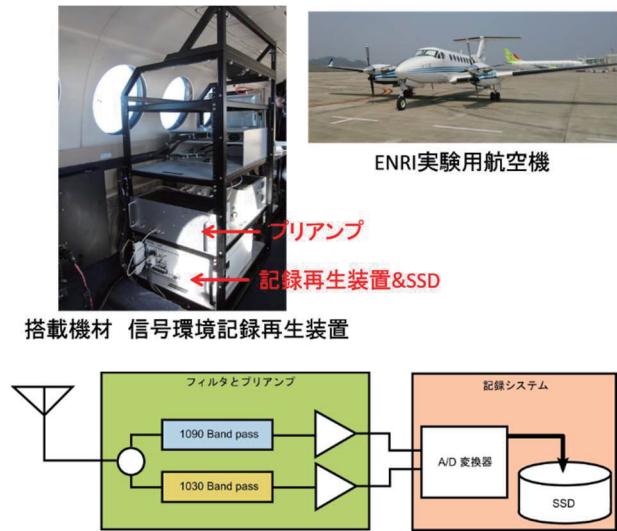 ENRI実験用航空機
プリアンプ
記録再生装置&SSD
搭載機材 信号環境記録再生装置
フィルタとプリアンプ
記録システム
1090 Band pass
A/D 変換器
1030 Band pass
SSD